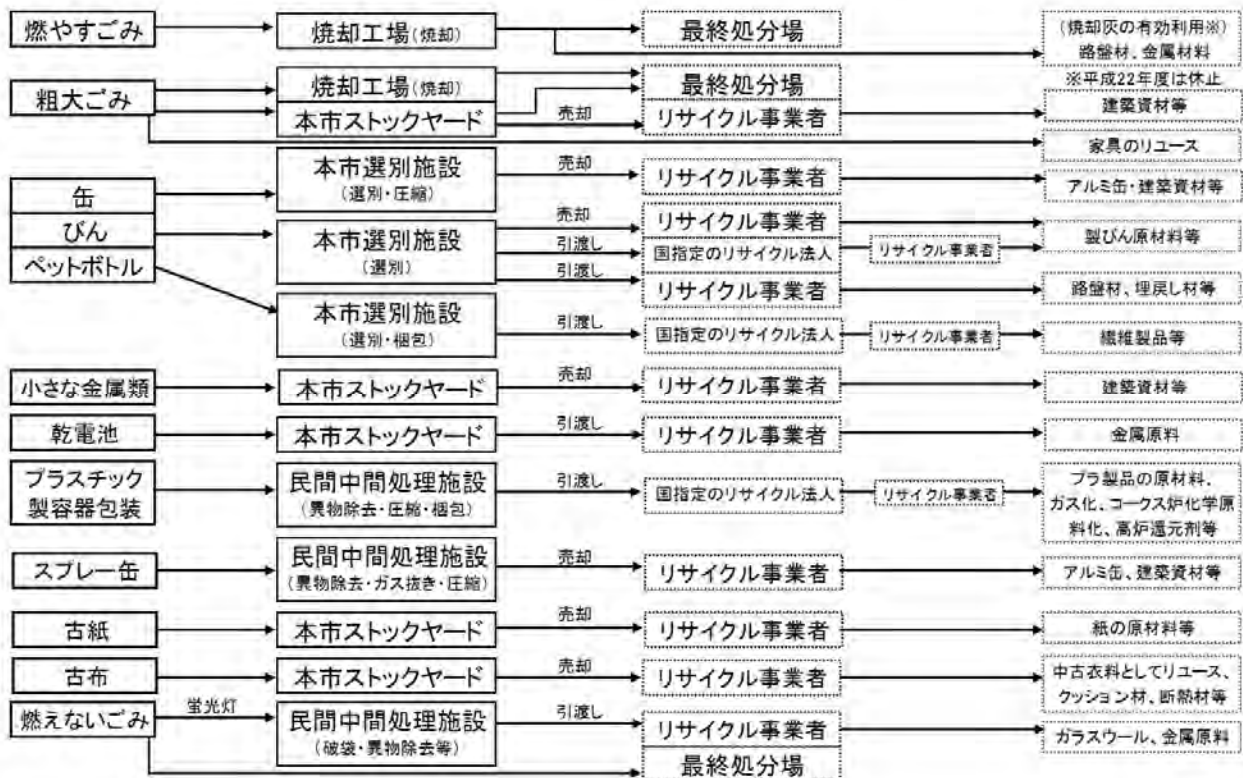 燃やすごみ
焼却工場(焼却)
最終処分場
(焼却灰の有効利用※)
路盤材、金属材料
※平成22年度は休止
粗大ごみ
焼却工場(焼却)
本市ストックヤード
売却
最終処分場
リサイクル事業者
建築資材等
家具のリユース
缶
びん
ペットボトル
本市選別施設
(選別・圧縮)
売却
リサイクル事業者
アルミ缶・建築資材等
本市選別施設
(選別)
売却
引渡し
引渡し
リサイクル事業者
国指定のリサイクル法人
リサイクル事業者
リサイクル事業者
製びん原材料等
路盤材、埋戻し材等
本市選別施設
(選別・梱包)
引渡し
国指定のリサイクル法人
リサイクル事業者
繊維製品等
小さな金属類
本市ストックヤード
売却
リサイクル事業者
建築資材等
乾電池
本市ストックヤード
引渡し
リサイクル事業者
金属原料
プラスチック
製容器包装
民間中間処理施設
(異物除去・圧縮・梱包)
引渡し
国指定のリサイクル法人
リサイクル事業者
プラ製品の原材料、
ガス化、コークス炉化学原
料化、高炉還元剤等
スプレー缶
民間中間処理施設
(異物除去・ガス抜き・圧縮)
売却
リサイクル事業者
アルミ缶、建築資材等
古紙
本市ストックヤード
売却
リサイクル事業者
紙の原材料等
古布
本市ストックヤード
売却
リサイクル事業者
中古衣料としてリユース、
クッション材、断熱材等
燃えないごみ
蛍光灯
民間中間処理施設
(破袋・異物除去等)
引渡し
リサイクル事業者
最終処分場
ガラスウール、金属原料